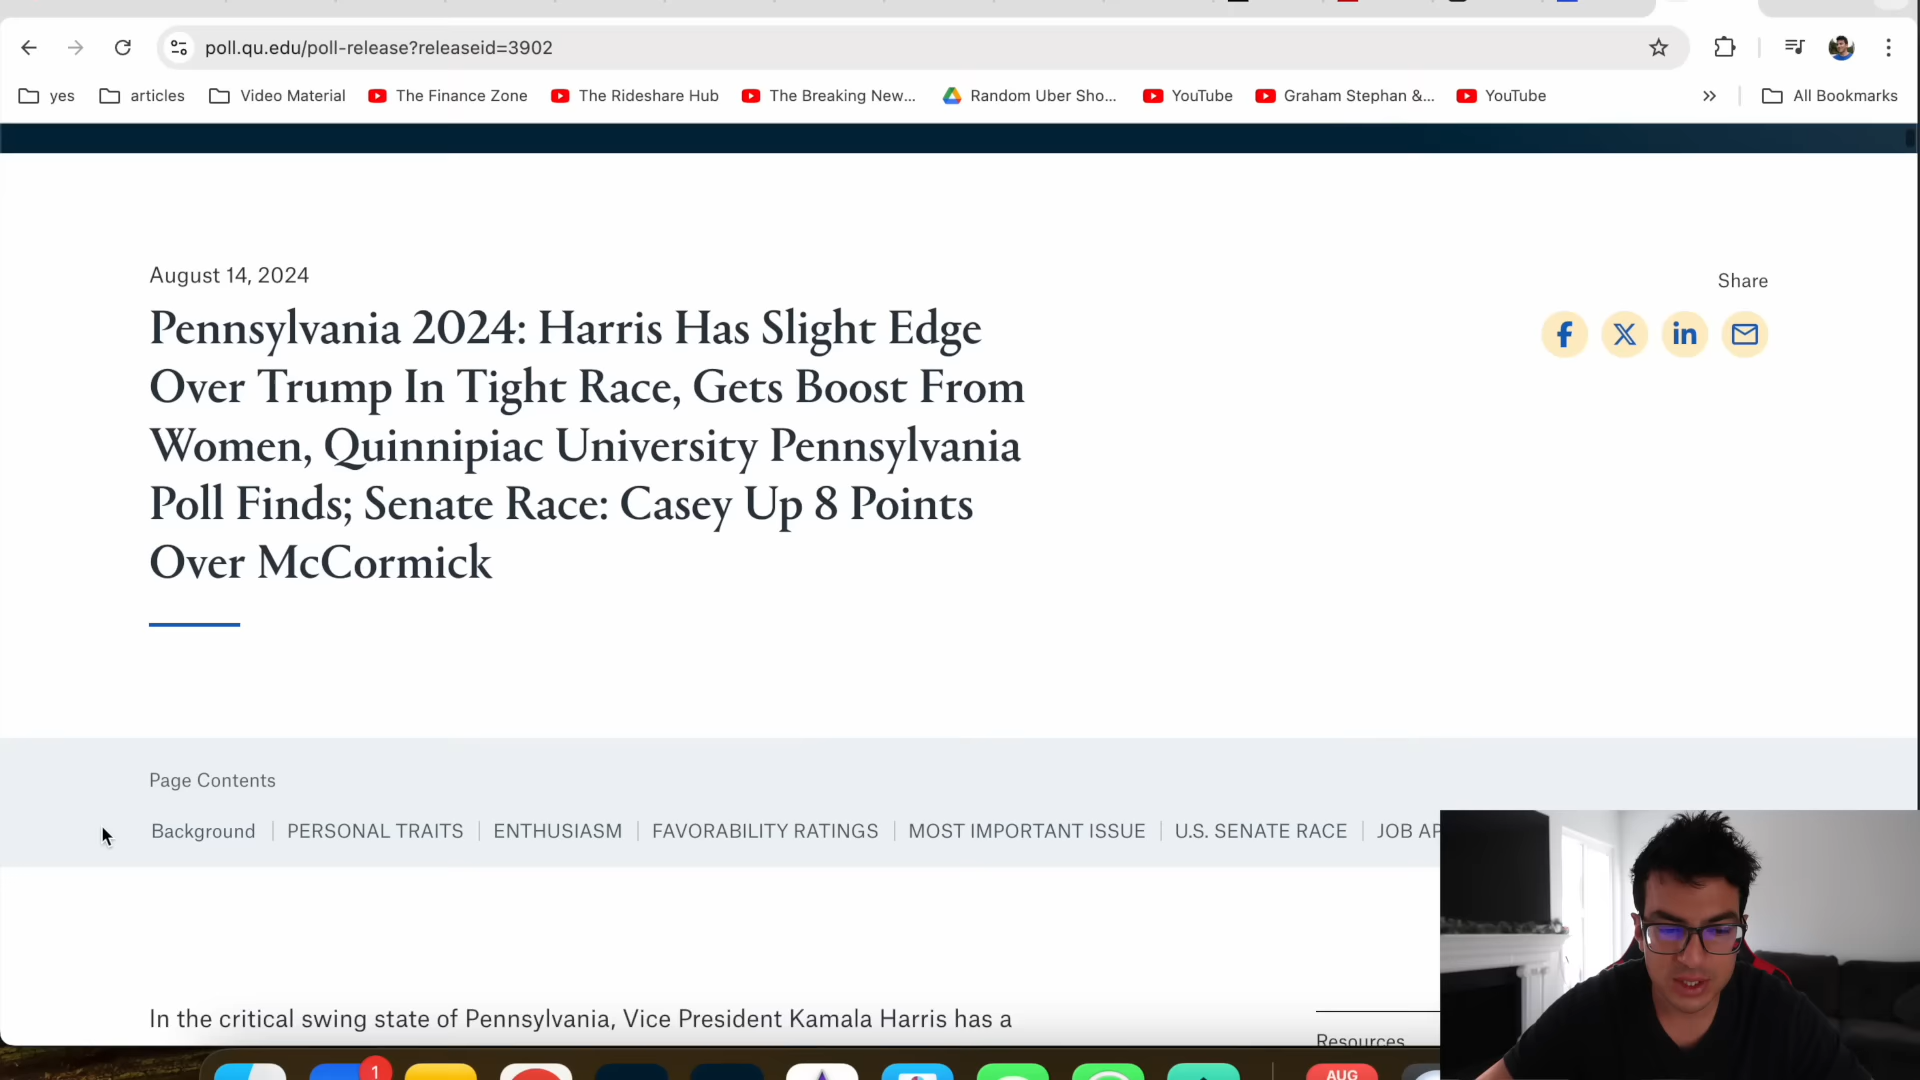 poll.qu.edu/poll-release?releaseid=3902
yes articles Video Material The Finance Zone The Rideshare Hub The Breaking New... Random Uber Sho... YouTube Graham Stephan &... YouTube All Bookmarks
August 14, 2024
Share
Pennsylvania 2024: Harris Has Slight Edge
Over Trump In Tight Race, Gets Boost From
Women, Quinnipiac University Pennsylvania
Poll Finds; Senate Race: Casey Up 8 Points
Over McCormick
Page Contents
Background PERSONAL TRAITS ENTHUSIASM FAVORABILITY RATINGS MOST IMPORTANT ISSUE U.S. SENATE RACE JOB AP
In the critical swing state of Pennsylvania, Vice President Kamala Harris has a
Resources
1
AUG